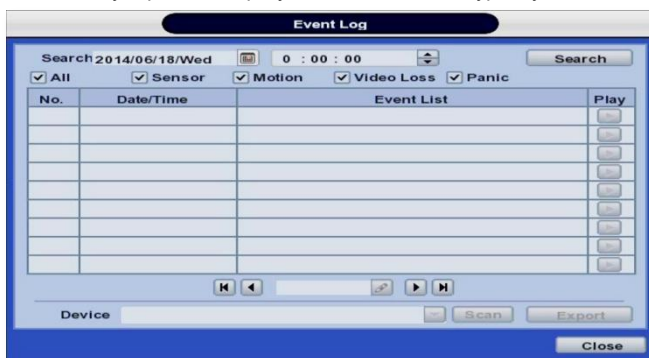 Event Log
Search 2014/06/18/Wed 0 : 00 : 00 Search
All Sensor Motion Video Loss Panic
No. Date/Time Event List Play
Device Scan Export
Close